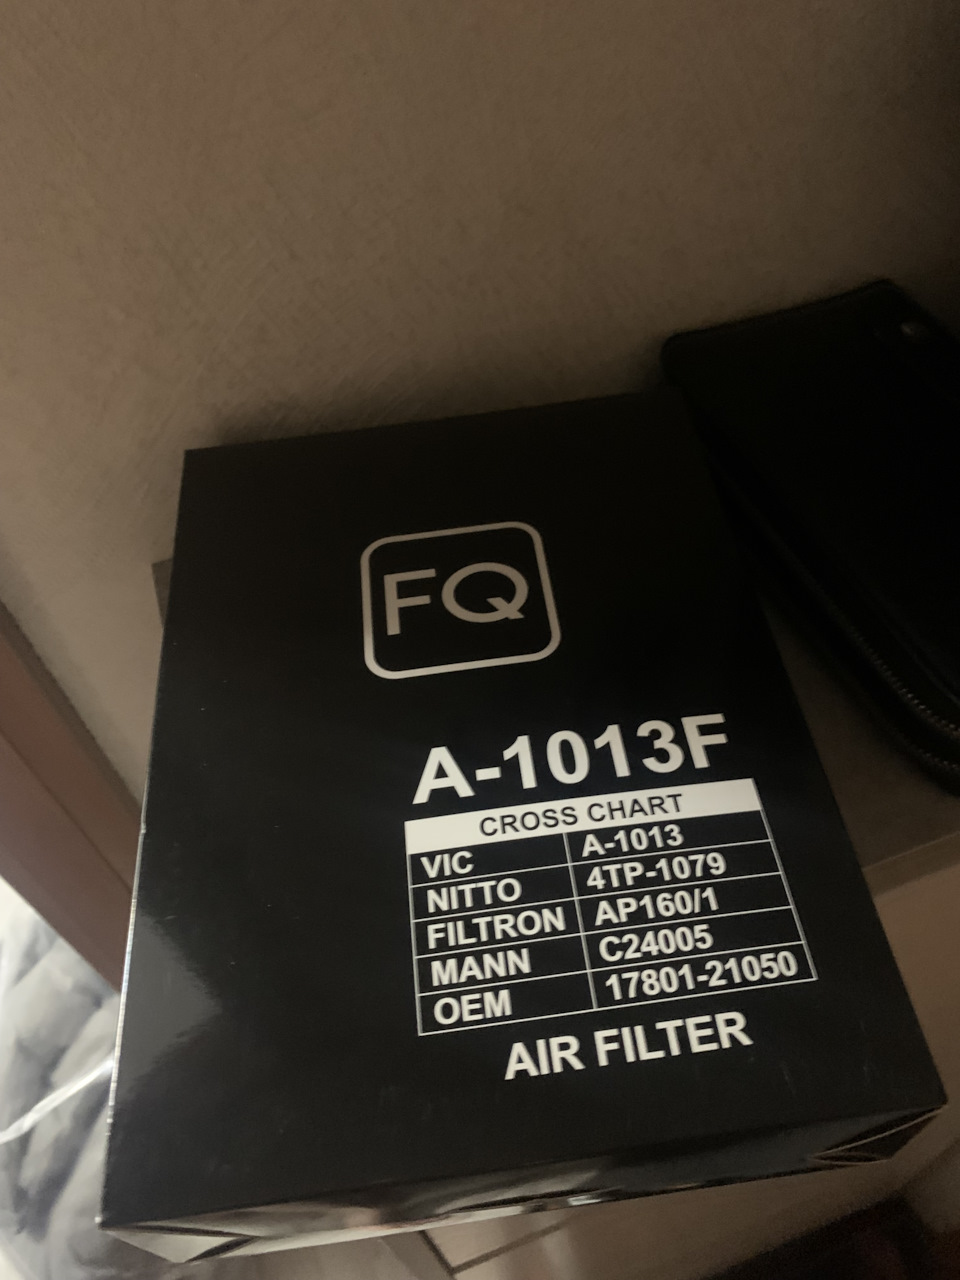 FQ
A-1013F
CROSS CHART
VIC A-1013
NITTO 4TP-1079
FILTRON AP160/1
MANN C24005
OEM 17801-21050
AIR FILTER